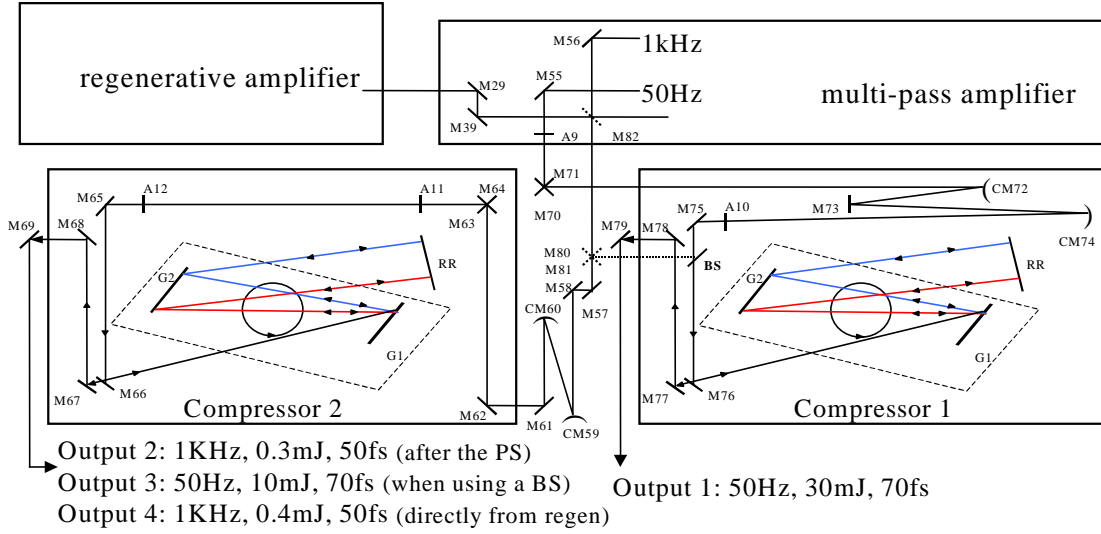 M56
1kHz
regenerative amplifier
M55
M29
50Hz
multi-pass amplifier
M39
A9
M82
M71
M70
A12
A11
M64
M65
M63
M68
M69
G2
RR
G1
M67
M66
M62
Compressor 2
M80
M81
M58
M57
CM60
M61
CM59
CM72
M73
A10
M75
CM74
M79
M78
BS
G2
RR
G1
M77
M76
Compressor 1
Output 2: 1KHz, 0.3mJ, 50fs (after the PS)
Output 3: 50Hz, 10mJ, 70fs (when using a BS)
Output 4: 1KHz, 0.4mJ, 50fs (directly from regen)
Output 1: 50Hz, 30mJ, 70fs